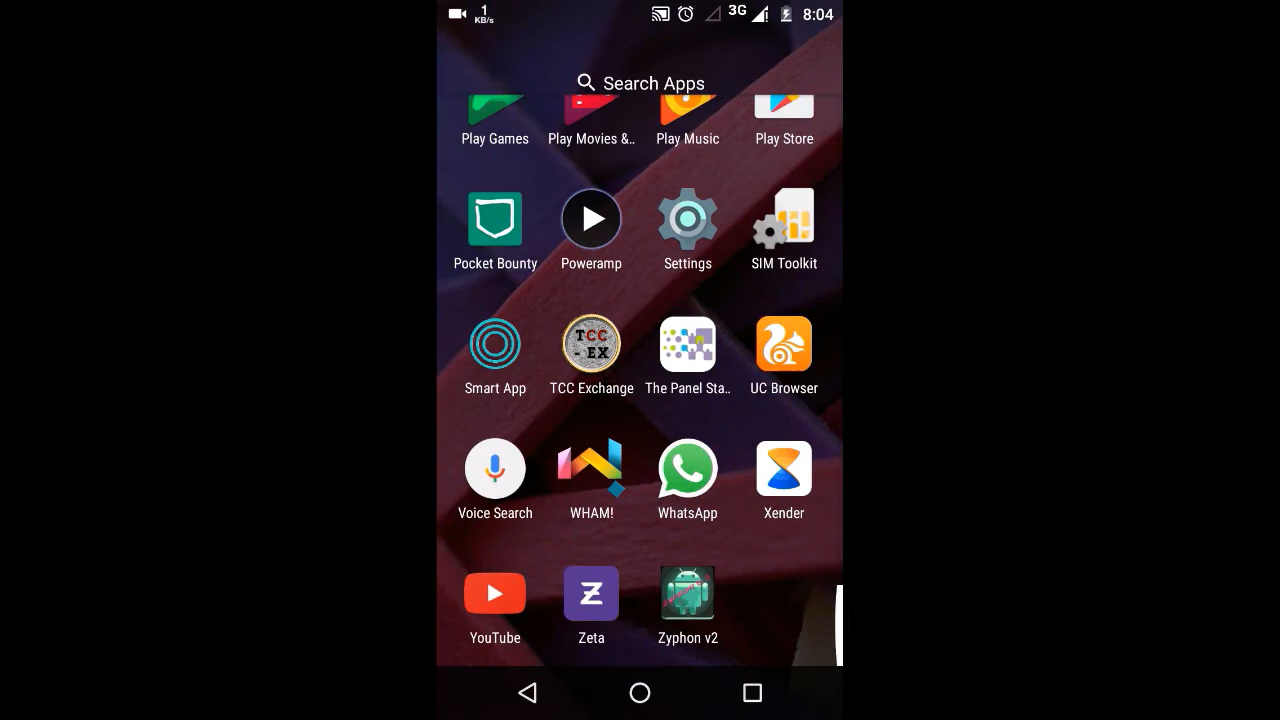 1
KB/s
3G
8:04
Search Apps
Play Games
Play Movies &..
Play Music
Play Store
Pocket Bounty
Poweramp
Settings
SIM Toolkit
TCC
- EX
Smart App
TCC Exchange
The Panel Sta..
UC Browser
Voice Search
WHAM!
WhatsApp
Xender
YouTube
Zeta
Zyphon v2